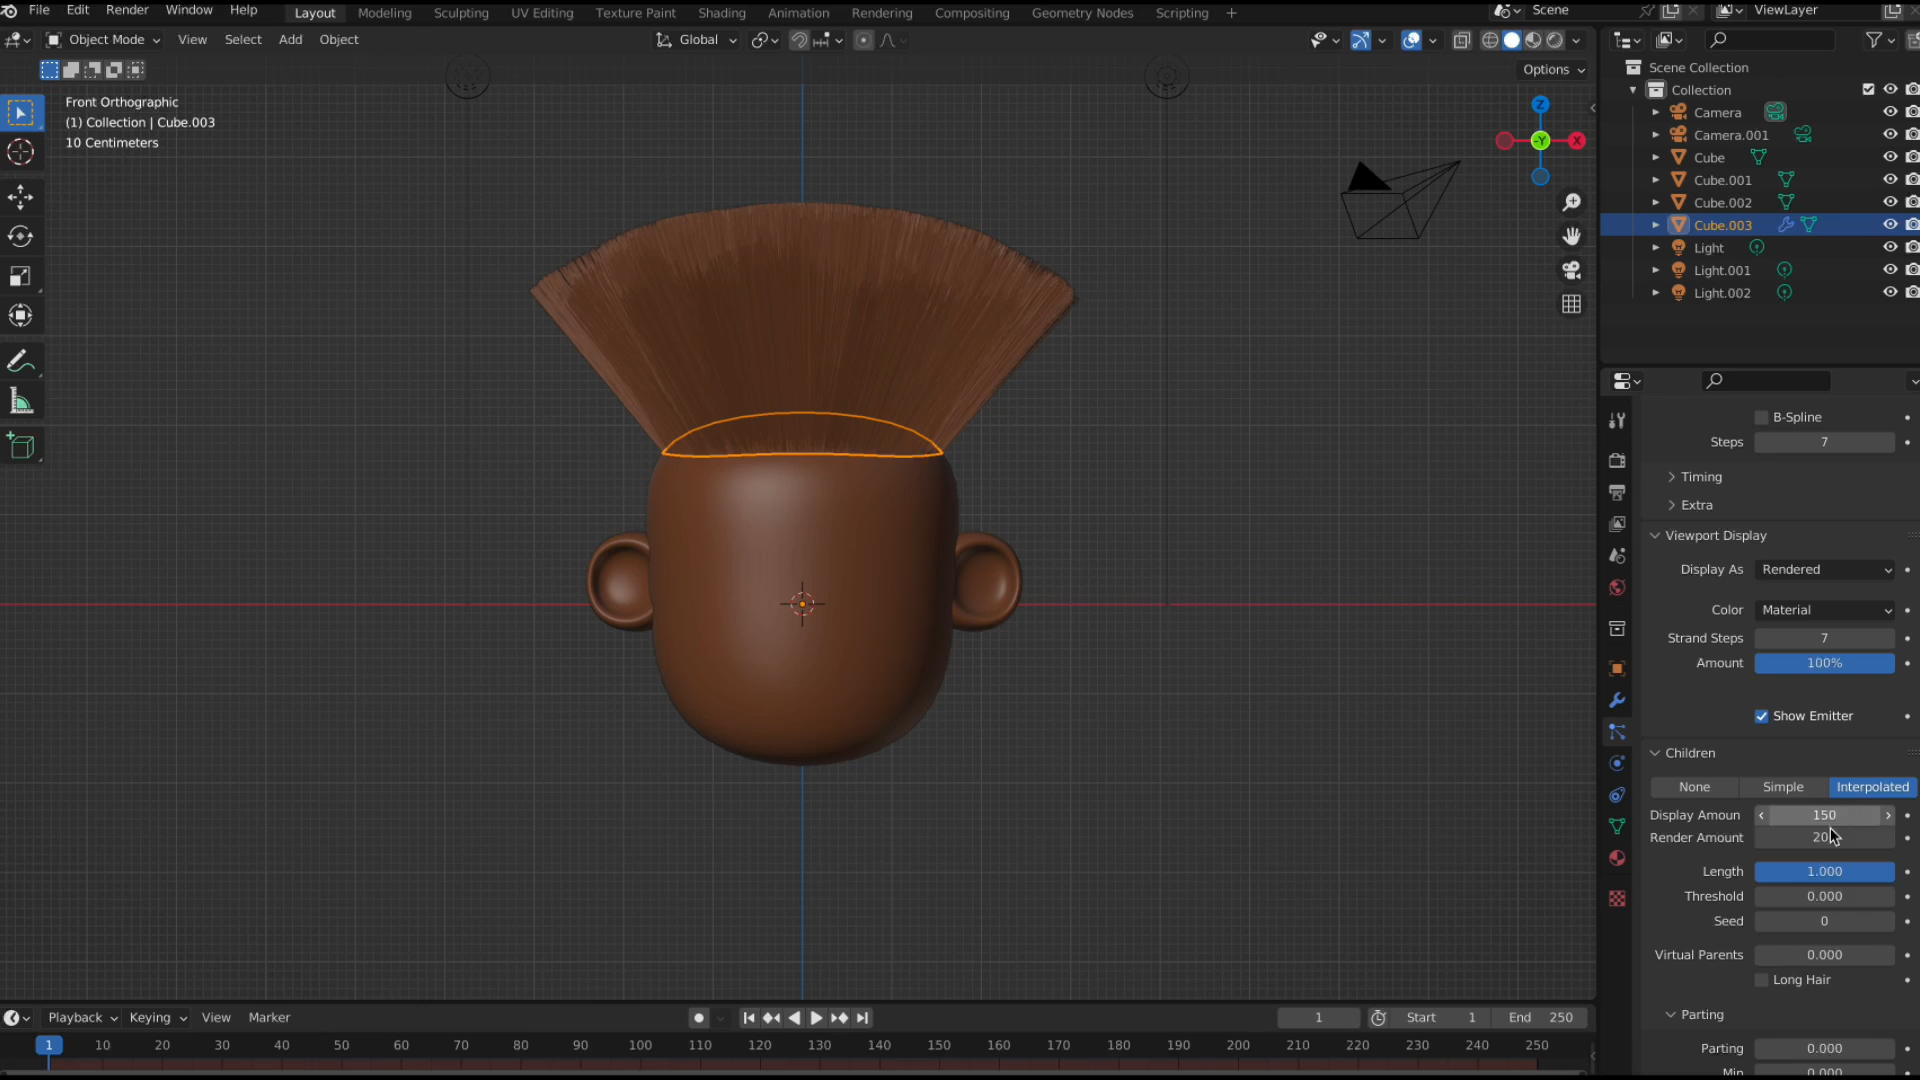 File Edit Render Window Help Layout Modeling Sculpting UV Editing Texture Paint Shading Animation Rendering Compositing Geometry Nodes Scripting + Scene ViewLayer
Object Mode View Select Add Object Global
Options
Front Orthographic
(1) Collection | Cube.003
10 Centimeters
Z
-Y
X
Scene Collection
Collection
Camera
Camera.001
Cube
Cube.001
Cube.002
Cube.003
Light
Light.001
Light.002
B-Spline
Steps 7
Timing
Extra
Viewport Display
Display As Rendered
Color Material
Strand Steps 7
Amount 100%
Show Emitter
Children
None Simple Interpolated
Display Amoun 150
Render Amount
Length 1.000
Threshold 0.000
Seed 0
Virtual Parents 0.000
Long Hair
Parting
Parting 0.000
Min 0.000
Playback Keying View Marker 1 Start 1 End 250
1 10 20 30 40 50 60 70 80 90 100 110 120 130 140 150 160 170 180 190 200 210 220 230 240 250